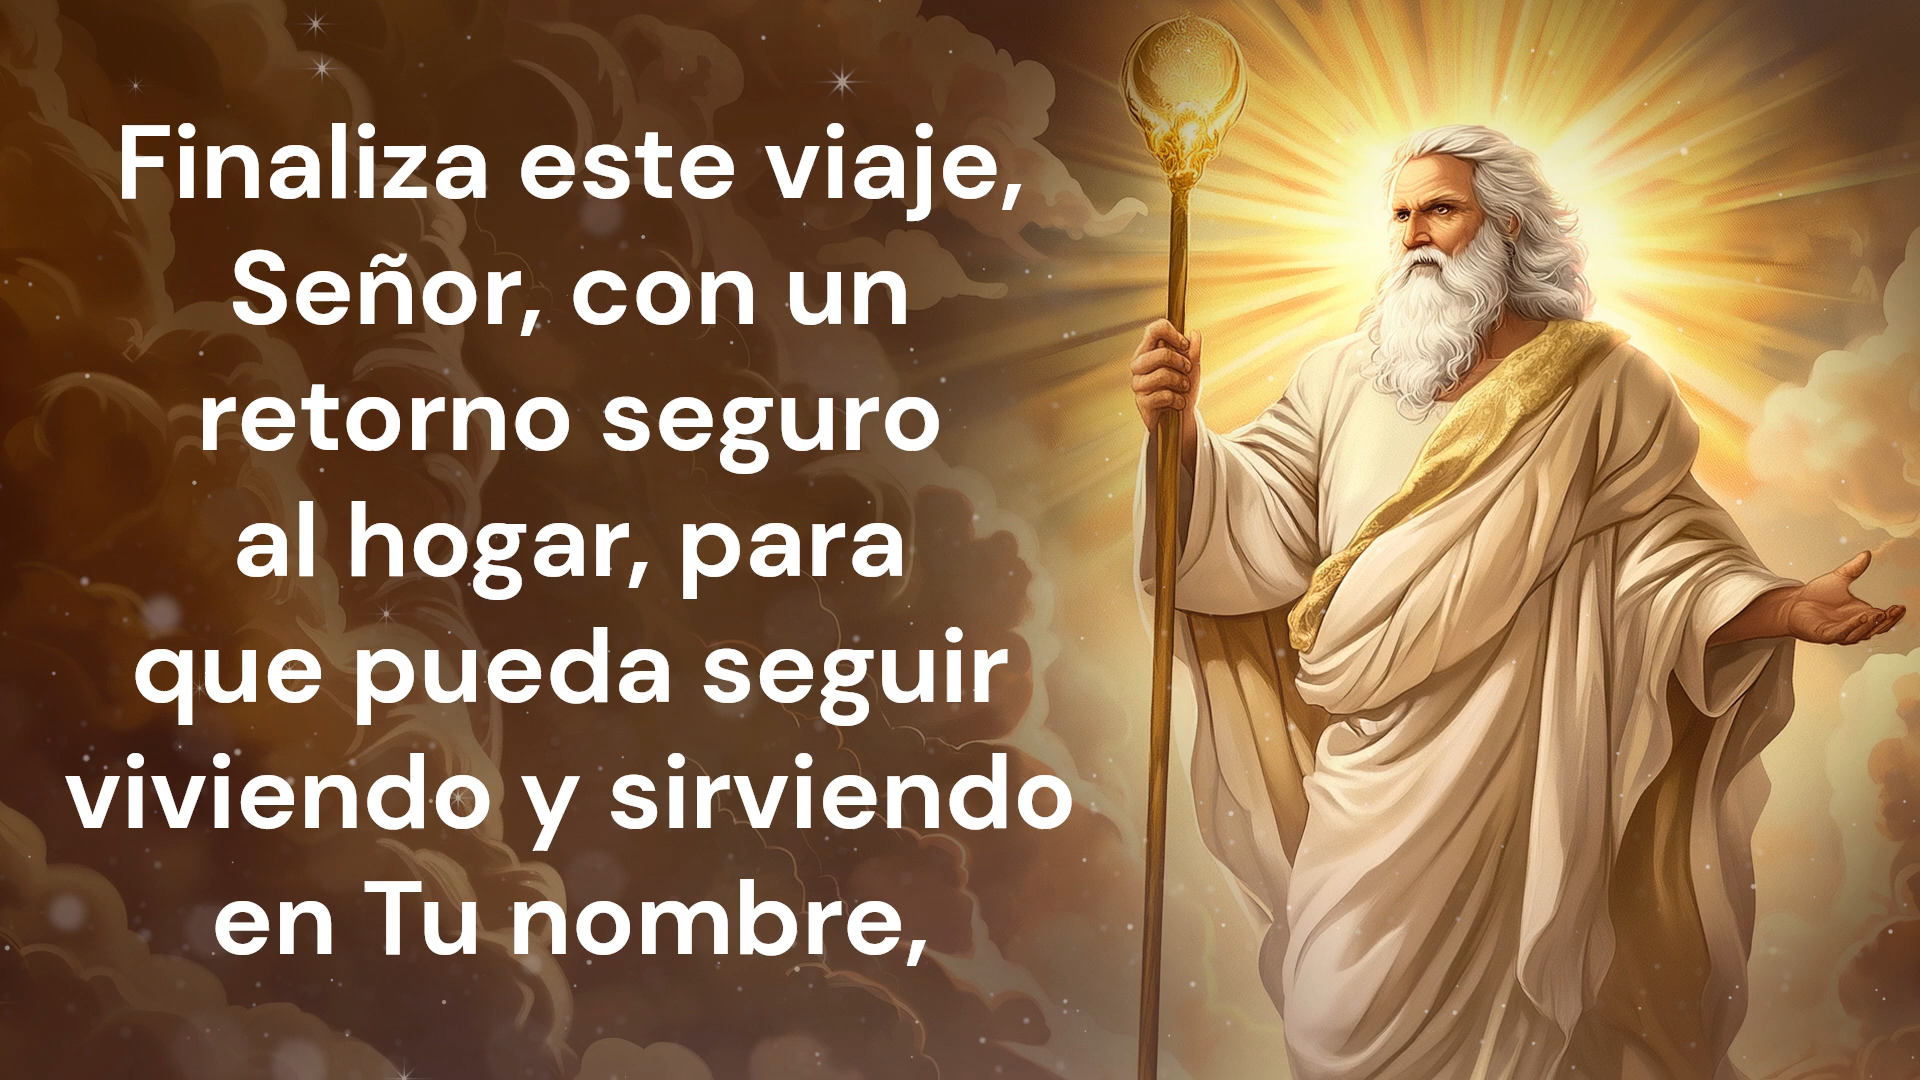 Finaliza este viaje,
Señor, con un
retorno seguro
al hogar, para
que pueda seguir
viviendo y sirviendo
en Tu nombre,